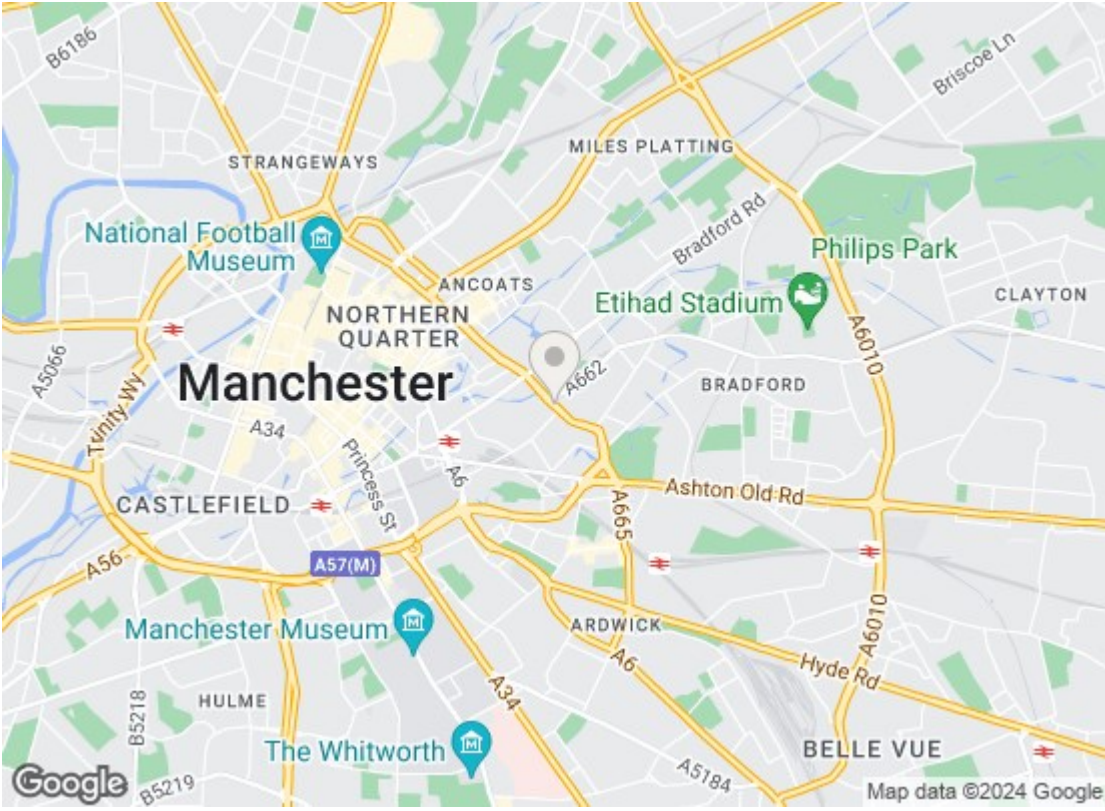 B6186
Briscoe Ln
STRANGEWAYS
MILES PLATTING
National Football
Museum
Bradford Rd
Philips Park
ANCOATS
Etihad Stadium
CLAYTON
NORTHERN
QUARTER
A6010
A5066
Trinity Wy
Manchester
A662
BRADFORD
A34
Princess St
A6
CASTLEFIELD
Ashton Old Rd
A665
A56
A57(M)
Manchester Museum
ARDWICK
A6010
A6
Hyde Rd
A34
HULME
B5218
The Whitworth
BELLE VUE
A5184
Google
B5219
Map data ©2024 Google